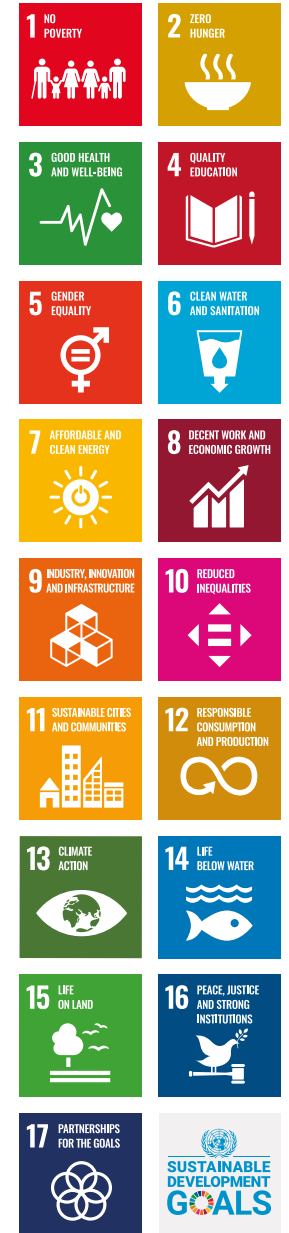 1 NO
POVERTY
2 ZERO
HUNGER
3 GOOD HEALTH
AND WELL-BEING
4 QUALITY
EDUCATION
5 GENDER
EQUALITY
6 CLEAN WATER
AND SANITATION
7 AFFORDABLE AND
CLEAN ENERGY
8 DECENT WORK AND
ECONOMIC GROWTH
9 INDUSTRY, INNOVATION
AND INFRASTRUCTURE
10 REDUCED
INEQUALITIES
11 SUSTAINABLE CITIES
AND COMMUNITIES
12 RESPONSIBLE
CONSUMPTION
AND PRODUCTION
13 CLIMATE
ACTION
14 LIFE
BELOW WATER
15 LIFE
ON LAND
16 PEACE, JUSTICE
AND STRONG
INSTITUTIONS
17 PARTNERSHIPS
FOR THE GOALS
SUSTAINABLE
DEVELOPMENT
GOALS